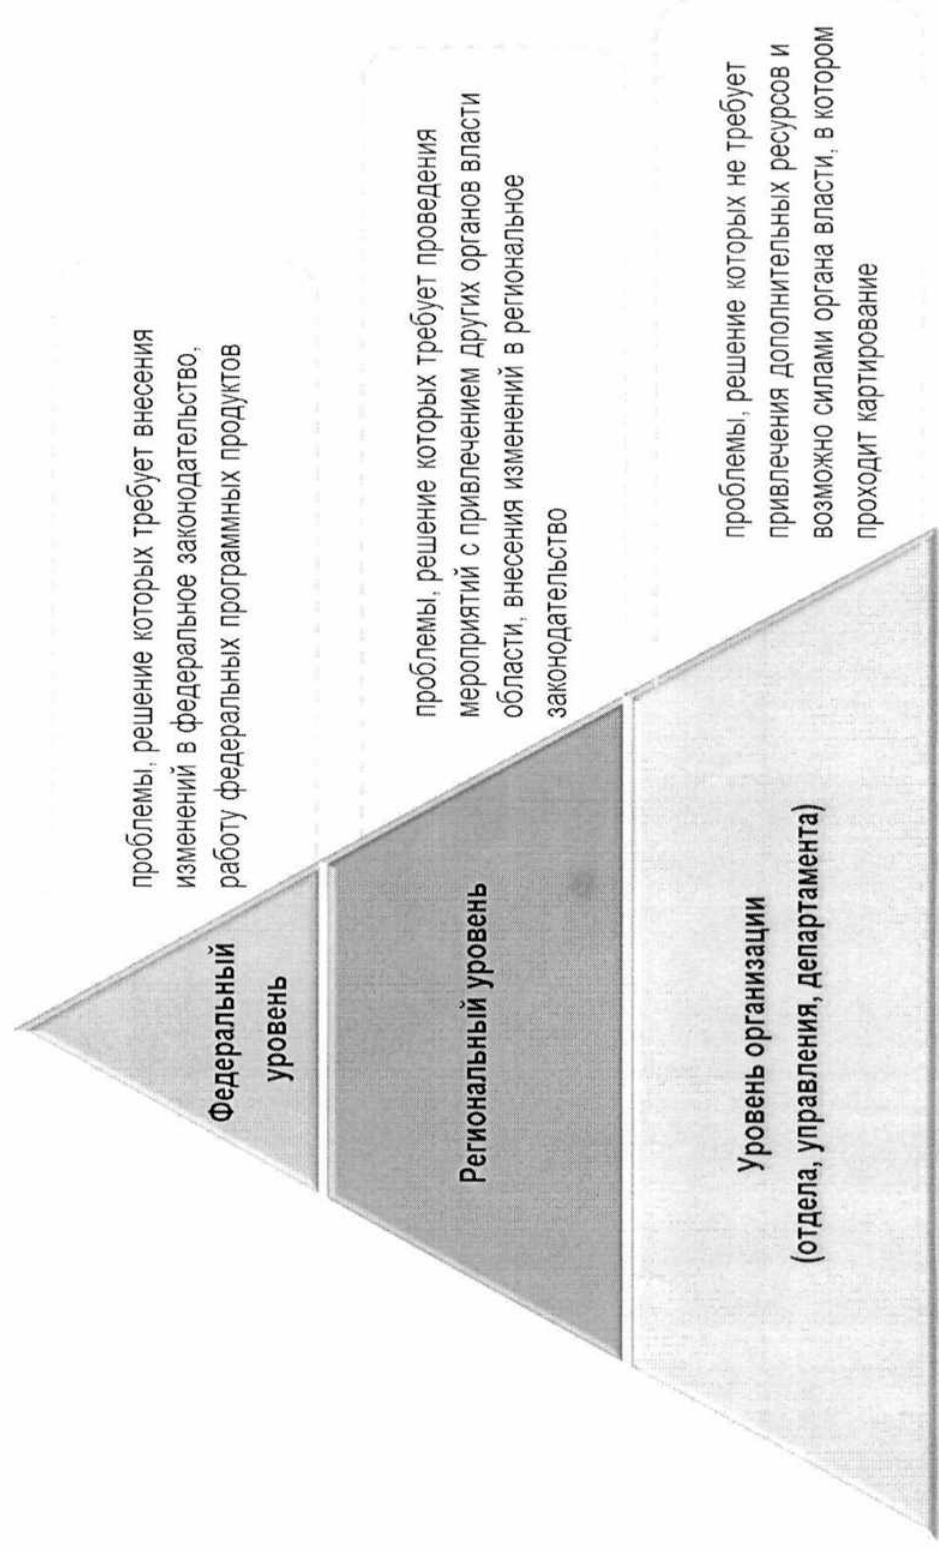 Федеральный
уровень
проблемы, решение которых требует внесения
изменений в федеральное законодательство,
работу федеральных программных продуктов
Региональный уровень
проблемы, решение которых требует проведения
мероприятий с привлечением других органов власти
области, внесения изменений в региональное
законодательство
Уровень организации
(отдела, управления, департамента)
проблемы, решение которых не требует
привлечения дополнительных ресурсов и
возможно силами органа власти, в котором
проходит картирование